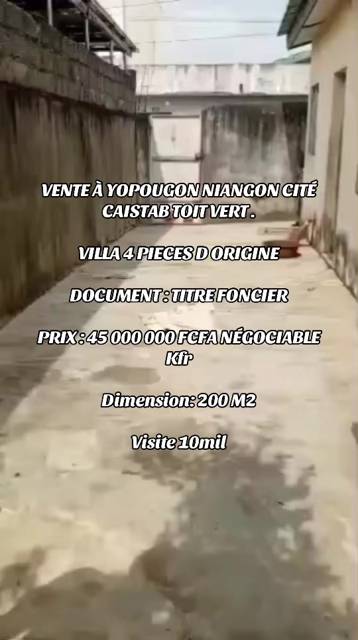 VENTE À YOPOUGON NIANGON CITÉ
CAISTAB TOIT VERT .
VILLA 4 PIECES D ORIGINE
DOCUMENT : TITRE FONCIER
PRIX : 45 000 000 FCFA NÉGOCIABLE
Kfr
Dimension: 200 M2
Visite 10mil